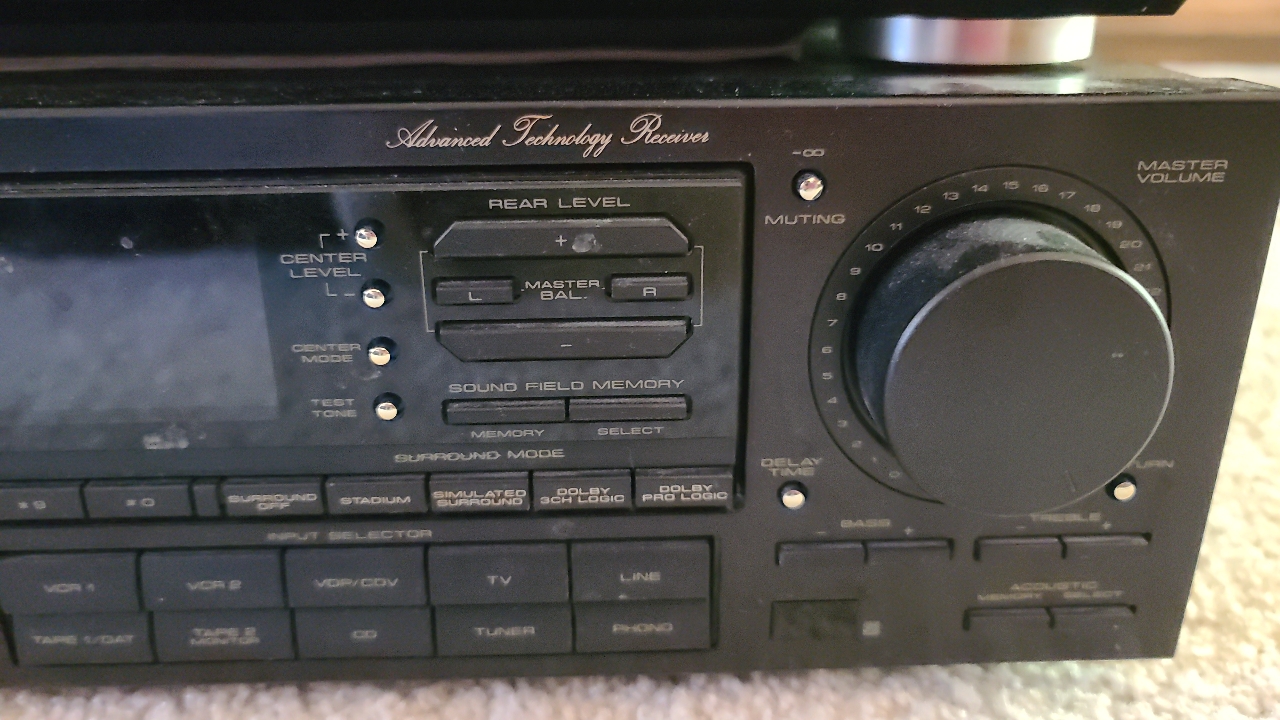 Advanced Technology Receiver
-∞
MUTING
MASTER
VOLUME
0 1 2 3 4 5 6 7 8 9 10 11 12 13 14 15 16 17 18 19 20 21 22
REAR LEVEL
+
L
MASTER
BAL.
R
–
+
CENTER
LEVEL
–
CENTER
MODE
TEST
TONE
SOUND FIELD MEMORY
MEMORY
SELECT
SURROUND MODE
SURROUND
OFF
STADIUM
SIMULATED
SURROUND
DOLBY
3CH LOGIC
DOLBY
PRO LOGIC
DELAY
TIME
INPUT SELECTOR
VCR 1
VCR 2
VDP/CDV
TV
LINE
TAPE 1/DAT
TAPE 2
MONITOR
CD
TUNER
PHONO
BASS
– +
TREBLE
– +
ACOUSTIC
MEMORY SELECT